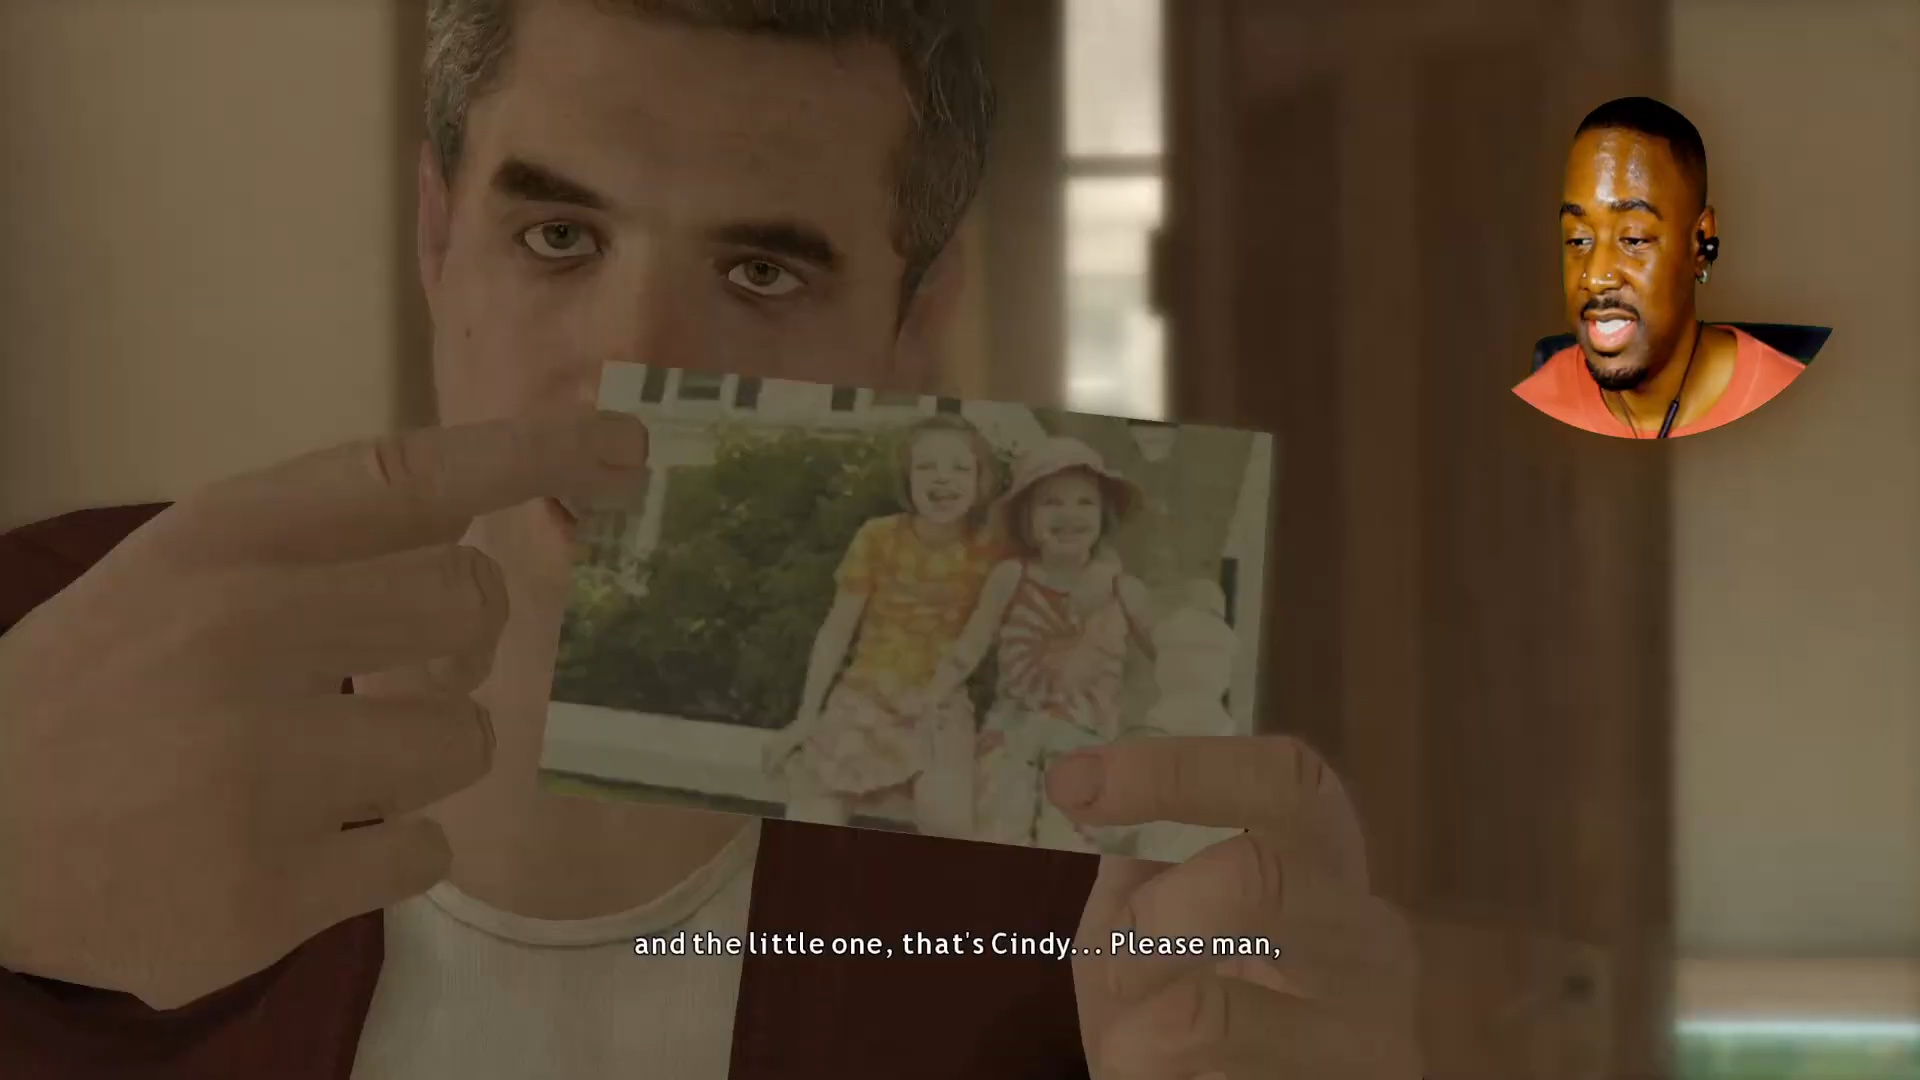 and the little one, that's Cindy... Please man,